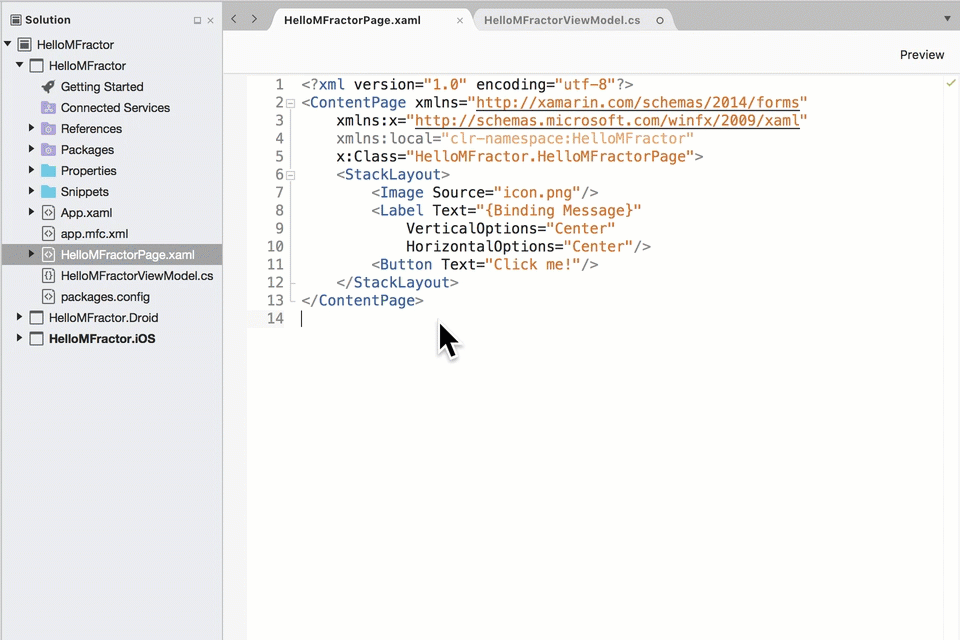 Solution
HelloMFractor
HelloMFractor
Getting Started
Connected Services
References
Packages
Properties
Snippets
App.xaml
app.mfc.xml
HelloMFractorPage.xaml
HelloMFractorViewModel.cs
packages.config
HelloMFractor.Droid
HelloMFractor.iOS
HelloMFractorPage.xaml
HelloMFractorViewModel.cs
Preview
1 <?xml version="1.0" encoding="utf-8"?>
2 <ContentPage xmlns="http://xamarin.com/schemas/2014/forms"
3 xmlns:x="http://schemas.microsoft.com/winfx/2009/xaml"
4 xmlns:local="clr-namespace:HelloMFractor"
5 x:Class="HelloMFractor.HelloMFractorPage">
6 <StackLayout>
7 <Image Source="icon.png"/>
8 <Label Text="{Binding Message}"
9 VerticalOptions="Center"
10 HorizontalOptions="Center"/>
11 <Button Text="Click me!"/>
12 </StackLayout>
13 </ContentPage>
14